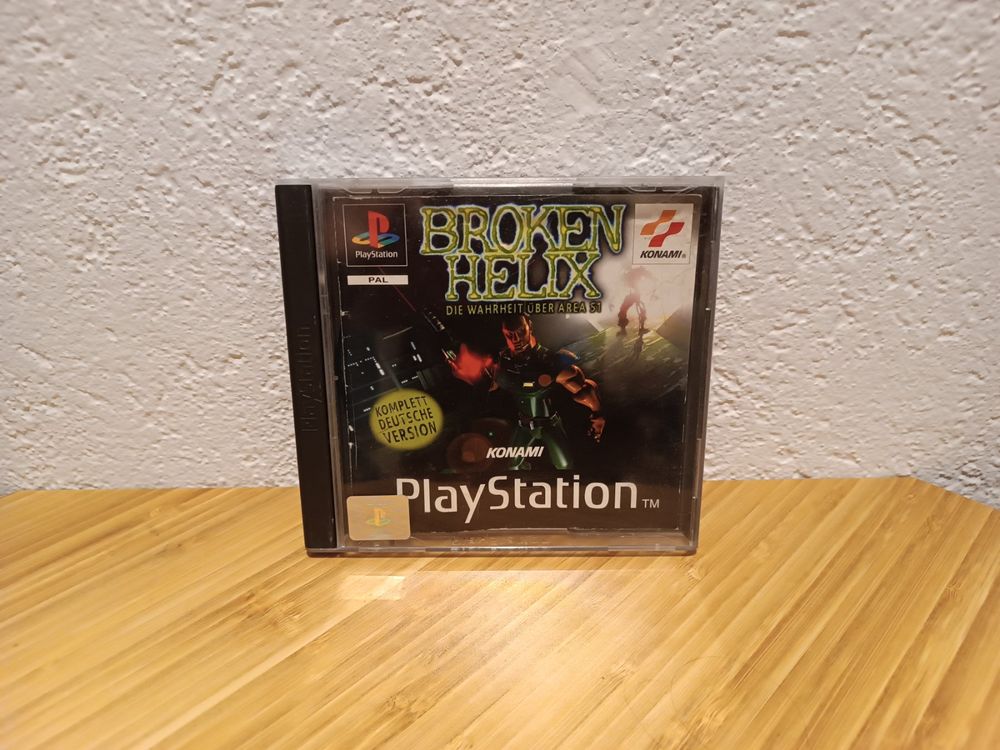 PlayStation
PAL
BROKEN
HELIX
DIE WAHRHEIT ÜBER AREA 51
KONAMI®
KOMPLETT
DEUTSCHE
VERSION
KONAMI
PlayStation™
PlayStation